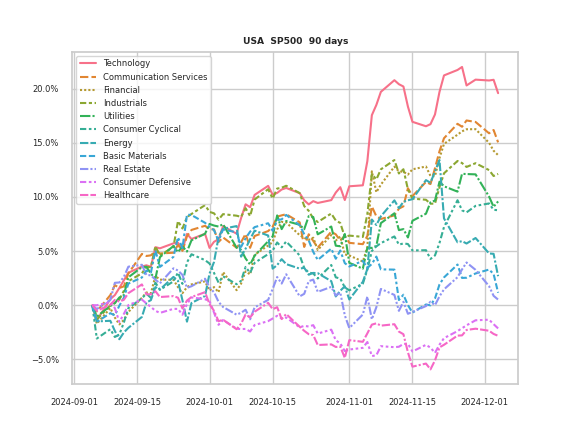 USA SP500 90 days
Technology
Communication Services
Financial
Industrials
Utilities
Consumer Cyclical
Energy
Basic Materials
Real Estate
Consumer Defensive
Healthcare
20.0%
15.0%
10.0%
5.0%
0.0%
−5.0%
2024-09-01 2024-09-15 2024-10-01 2024-10-15 2024-11-01 2024-11-15 2024-12-01